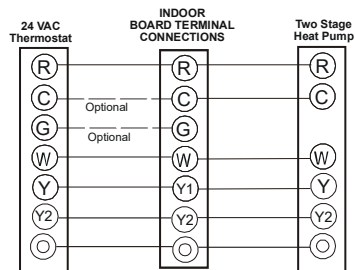 24 VAC
Thermostat
INDOOR
BOARD TERMINAL
CONNECTIONS
Two Stage
Heat Pump
R R R
C Optional C C
G Optional G
W W W
Y Y1 Y
Y2 Y2 Y2
O O O